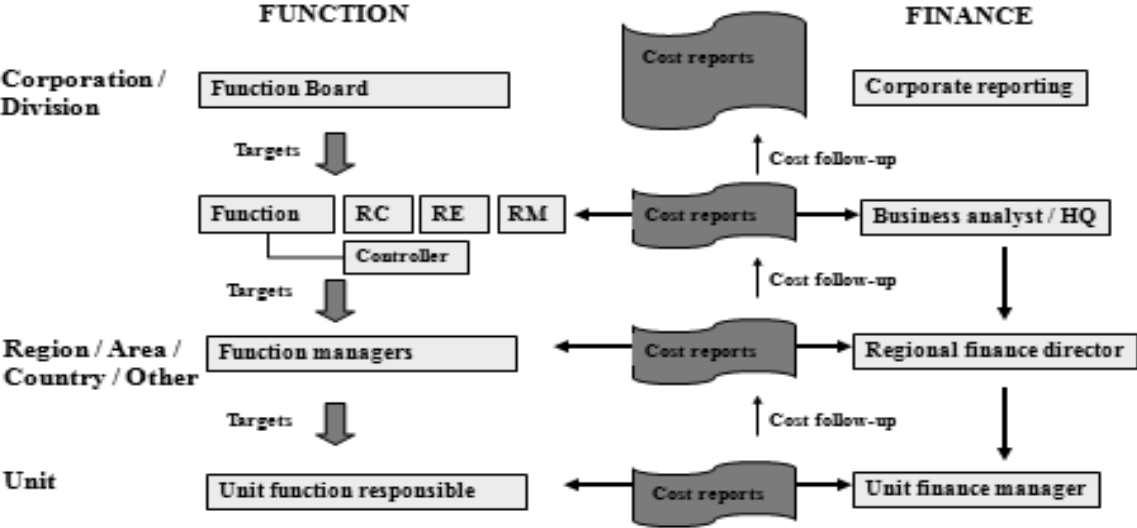 FUNCTION
FINANCE
Cost reports
Corporation /
Division
Function Board
Corporate reporting
Targets
Cost follow-up
Function
RC
RE
RM
Cost reports
Business analyst / HQ
Controller
Targets
Cost follow-up
Region / Area /
Country / Other
Function managers
Cost reports
Regional finance director
Targets
Cost follow-up
Unit
Unit function responsible
Cost reports
Unit finance manager